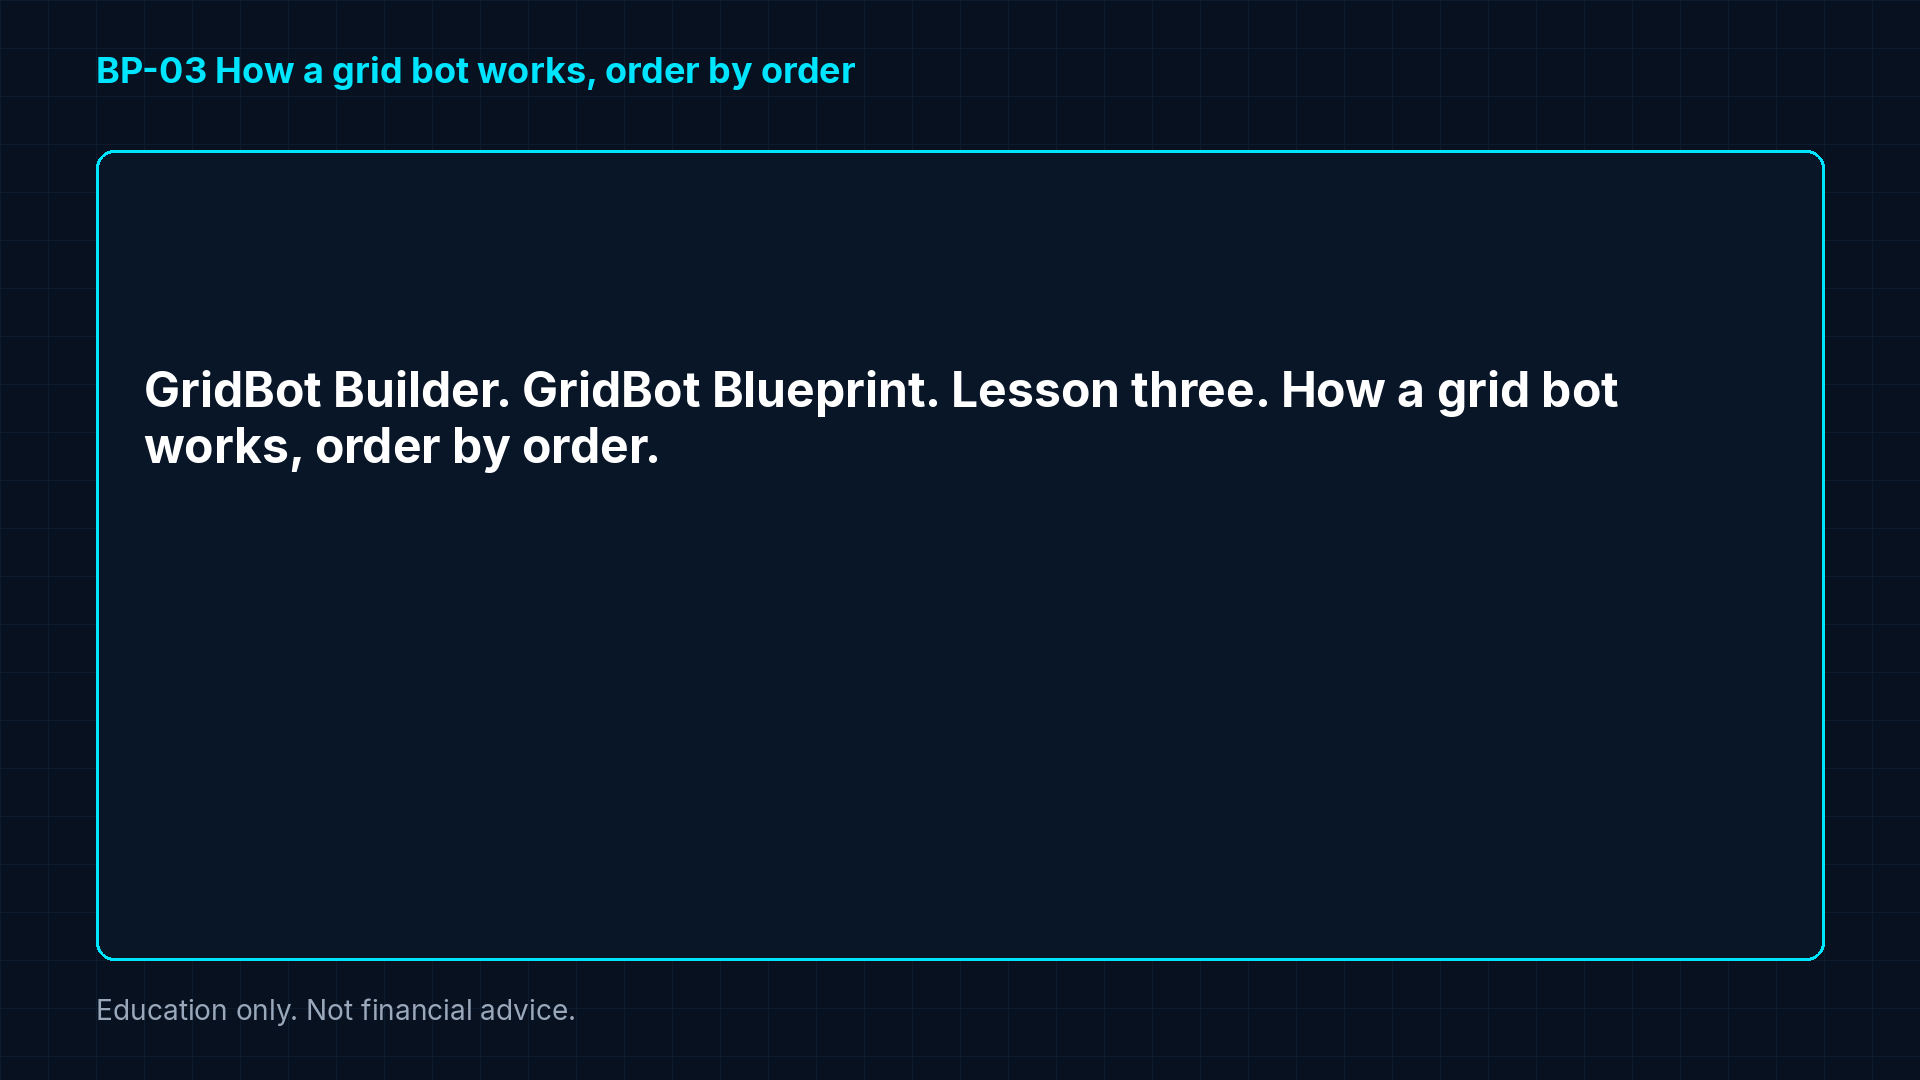 BP-03 How a grid bot works, order by order
GridBot Builder. GridBot Blueprint. Lesson three. How a grid bot
works, order by order.
Education only. Not financial advice.